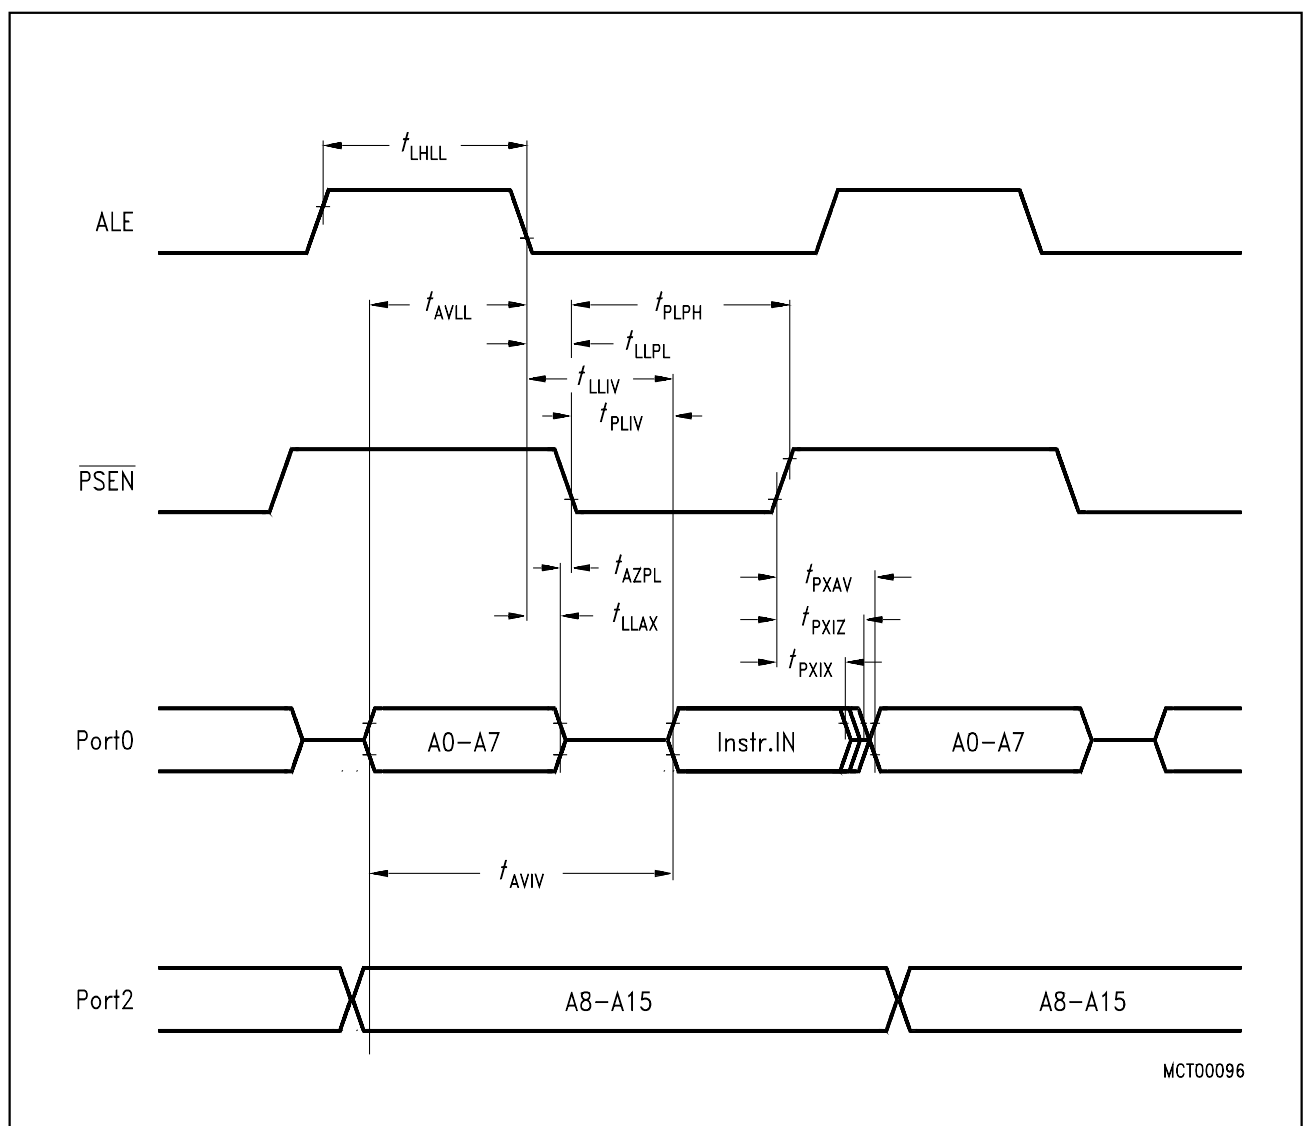 tLHLL
ALE
tAVLL tPLPH
tLLPL
tLLIV
tPLIV
PSEN
tAZPL tPXAV
tLLAX tPXIZ
tPXIX
Port0 A0-A7 Instr.IN A0-A7
tAVIV
Port2 A8-A15 A8-A15
MCT00096